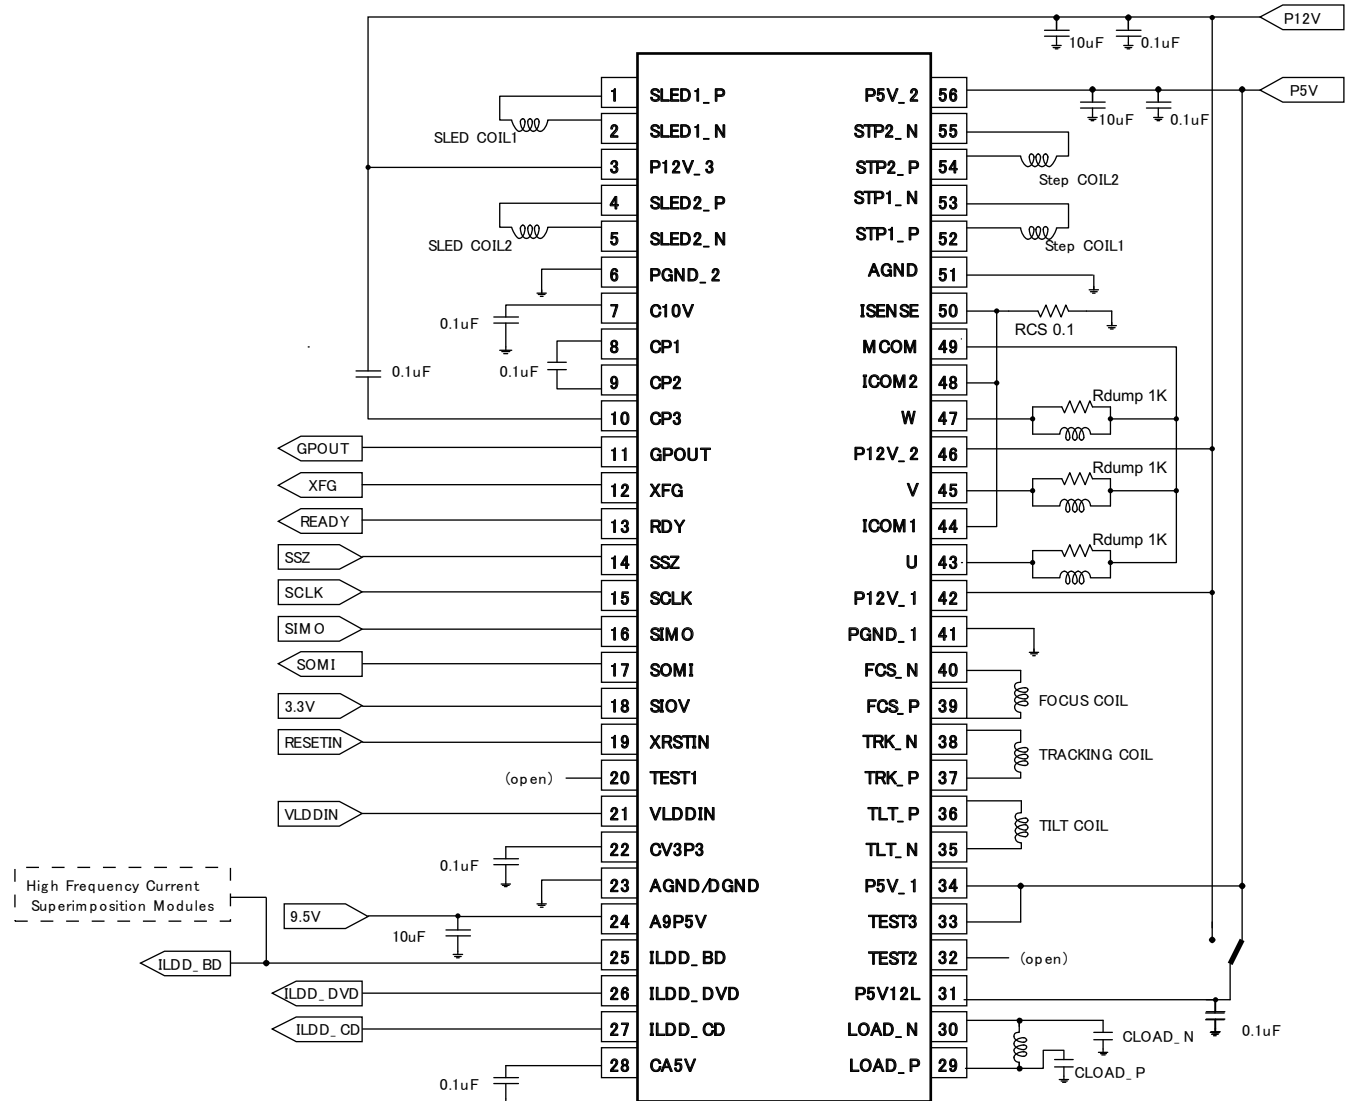 P12V
10uF
0.1uF
P5V
10uF
0.1uF
1 SLED1_P
2 SLED1_N
SLED COIL1
3 P12V_3
4 SLED2_P
5 SLED2_N
SLED COIL2
6 PGND_2
7 C10V
0.1uF
8 CP1
0.1uF
0.1uF
9 CP2
10 CP3
GPOUT
11 GPOUT
XFG
12 XFG
READY
13 RDY
SSZ
14 SSZ
SCLK
15 SCLK
SIMO
16 SIMO
SOMI
17 SOMI
3.3V
18 SIOV
RESETIN
19 XRSTIN
(open)
20 TEST1
VLDDIN
21 VLDDIN
0.1uF
22 CV3P3
High Frequency Current
Superimposition Modules
23 AGND/DGND
9.5V
10uF
24 A9P5V
ILDD_BD
25 ILDD_BD
ILDD_DVD
26 ILDD_DVD
ILDD_CD
27 ILDD_CD
0.1uF
28 CA5V
P5V_2 56
STP2_N 55
STP2_P 54
Step COIL2
STP1_N 53
STP1_P 52
Step COIL1
AGND 51
ISENSE 50
RCS 0.1
MCOM 49
ICOM2 48
Rdump 1K
W 47
P12V_2 46
Rdump 1K
V 45
ICOM1 44
Rdump 1K
U 43
P12V_1 42
PGND_1 41
FCS_N 40
FOCUS COIL
FCS_P 39
TRK_N 38
TRACKING COIL
TRK_P 37
TLT_P 36
TILT COIL
TLT_N 35
P5V_1 34
TEST3 33
TEST2 32
(open)
P5V12L 31
0.1uF
LOAD_N 30
CLOAD_N
LOAD_P 29
CLOAD_P